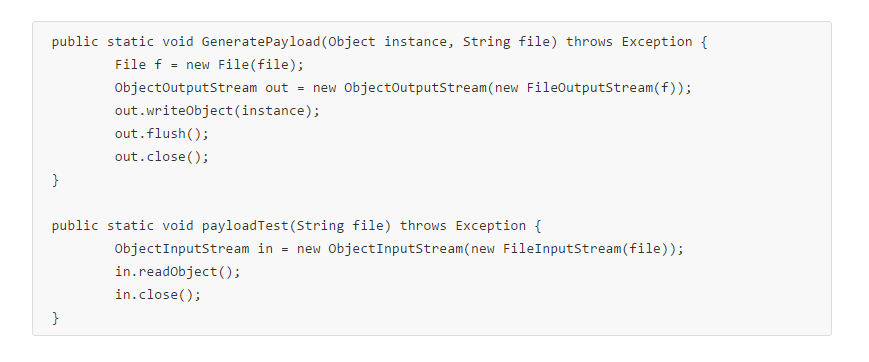 public static void GeneratePayload(Object instance, String file) throws Exception {
        File f = new File(file);
        ObjectOutputStream out = new ObjectOutputStream(new FileOutputStream(f));
        out.writeObject(instance);
        out.flush();
        out.close();
}

public static void payloadTest(String file) throws Exception {
        ObjectInputStream in = new ObjectInputStream(new FileInputStream(file));
        in.readObject();
        in.close();
}